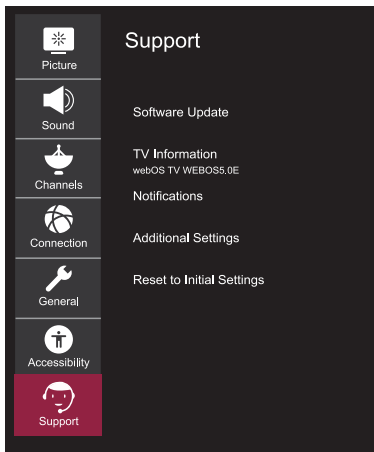 Picture
Sound
Channels
Connection
General
Accessibility
Support
Support
Software Update
TV Information
webOS TV WEBOS5.0E
Notifications
Additional Settings
Reset to Initial Settings